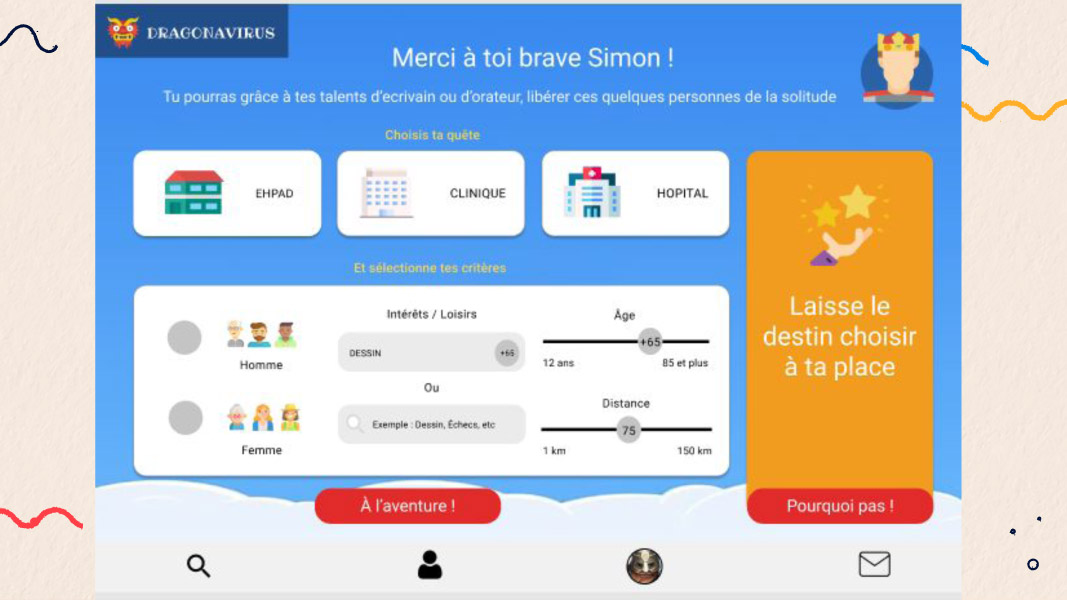 DRAGONAVIRUS
Merci à toi brave Simon !
Tu pourras grâce à tes talents d'ecrivain ou d'orateur, libérer ces quelques personnes de la solitude
Choisis ta quête
EHPAD
CLINIQUE
HOPITAL
Et sélectionne tes critères
Homme
Femme
Intérêts / Loisirs
DESSIN
+65
Ou
Exemple : Dessin, Échecs, etc
Âge
+65
12 ans
85 et plus
Distance
75
1 km
150 km
À l'aventure !
Laisse le
destin choisir
à ta place
Pourquoi pas !